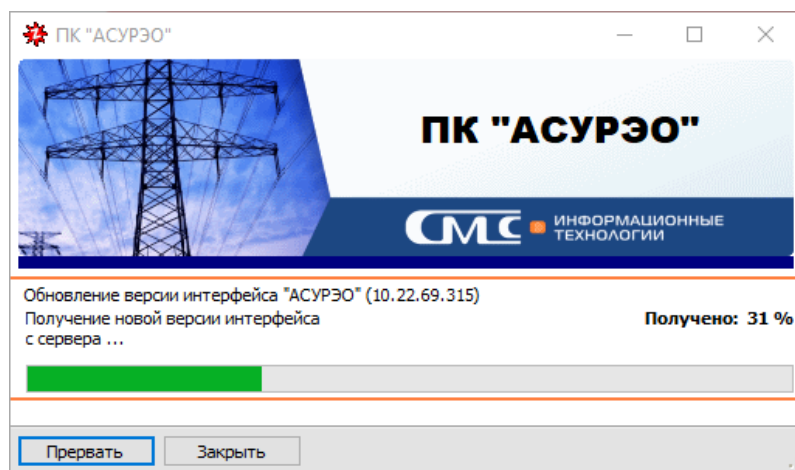 ПК "АСУРЭО"
ПК "АСУРЭО"
СМС ИНФОРМАЦИОННЫЕ
ТЕХНОЛОГИИ
Обновление версии интерфейса "АСУРЭО" (10.22.69.315)
Получение новой версии интерфейса Получено: 31 %
с сервера ...
Прервать Закрыть